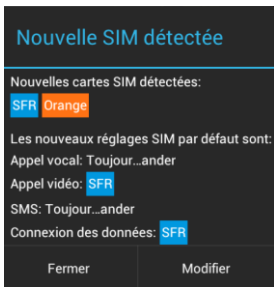 Nouvelle SIM détectée
Nouvelles cartes SIM détectées:
SFR Orange
Les nouveaux réglages SIM par défaut sont:
Appel vocal: Toujour...ander
Appel vidéo: SFR
SMS: Toujour...ander
Connexion des données: SFR
Fermer Modifier